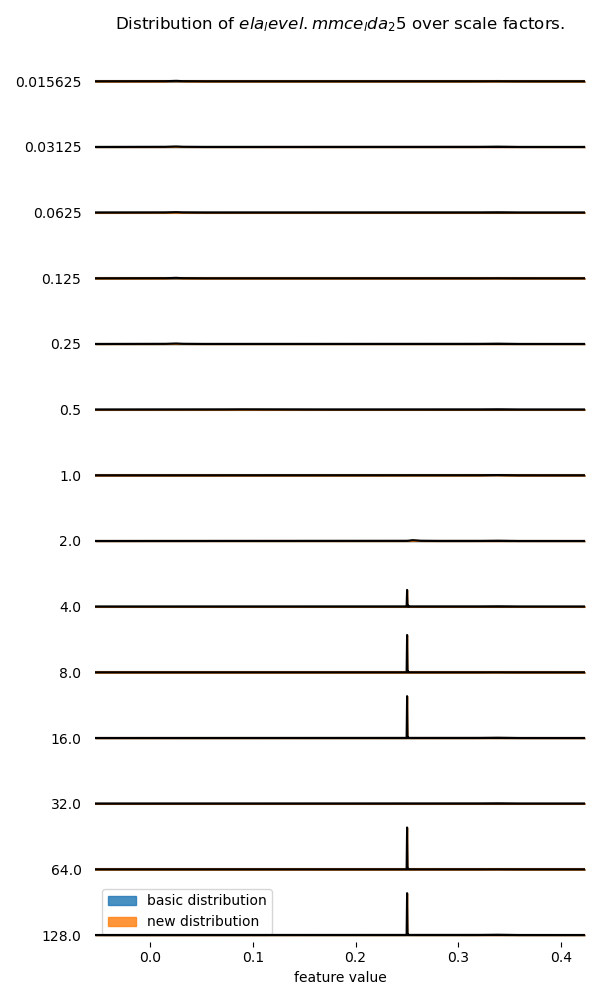 Distribution of elaₗevel.mmceₗda₂5 over scale factors.
0.015625
0.03125
0.0625
0.125
0.25
0.5
1.0
2.0
4.0
8.0
16.0
32.0
64.0
128.0
basic distribution
new distribution
0.0 0.1 0.2 0.3 0.4
feature value